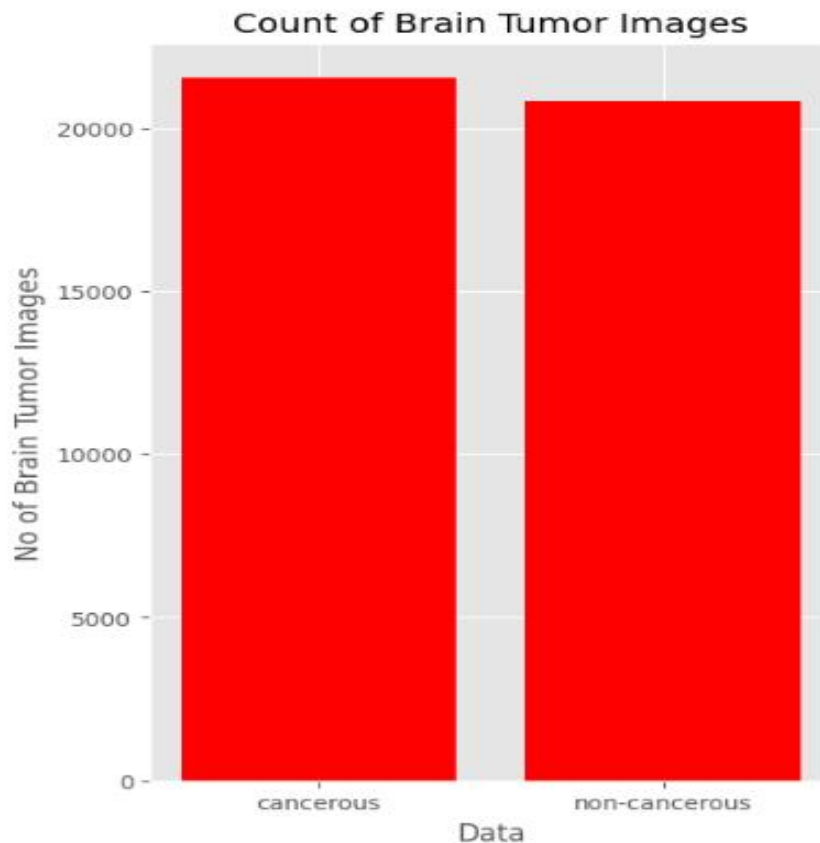 Count of Brain Tumor Images
No of Brain Tumor Images
20000
15000
10000
5000
0
cancerous non-cancerous
Data